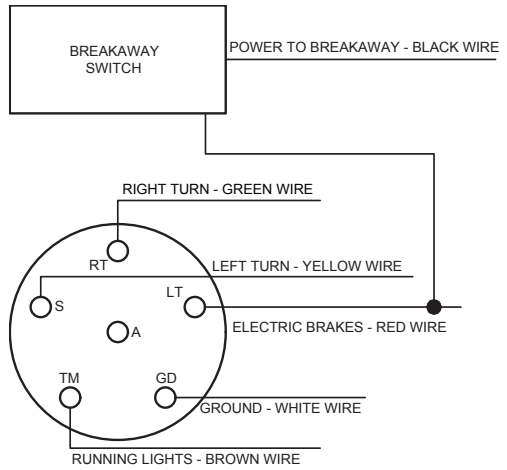 BREAKAWAY
SWITCH
POWER TO BREAKAWAY - BLACK WIRE
RIGHT TURN - GREEN WIRE
RT
LEFT TURN - YELLOW WIRE
S
LT
A
ELECTRIC BRAKES - RED WIRE
TM
GD
GROUND - WHITE WIRE
RUNNING LIGHTS - BROWN WIRE